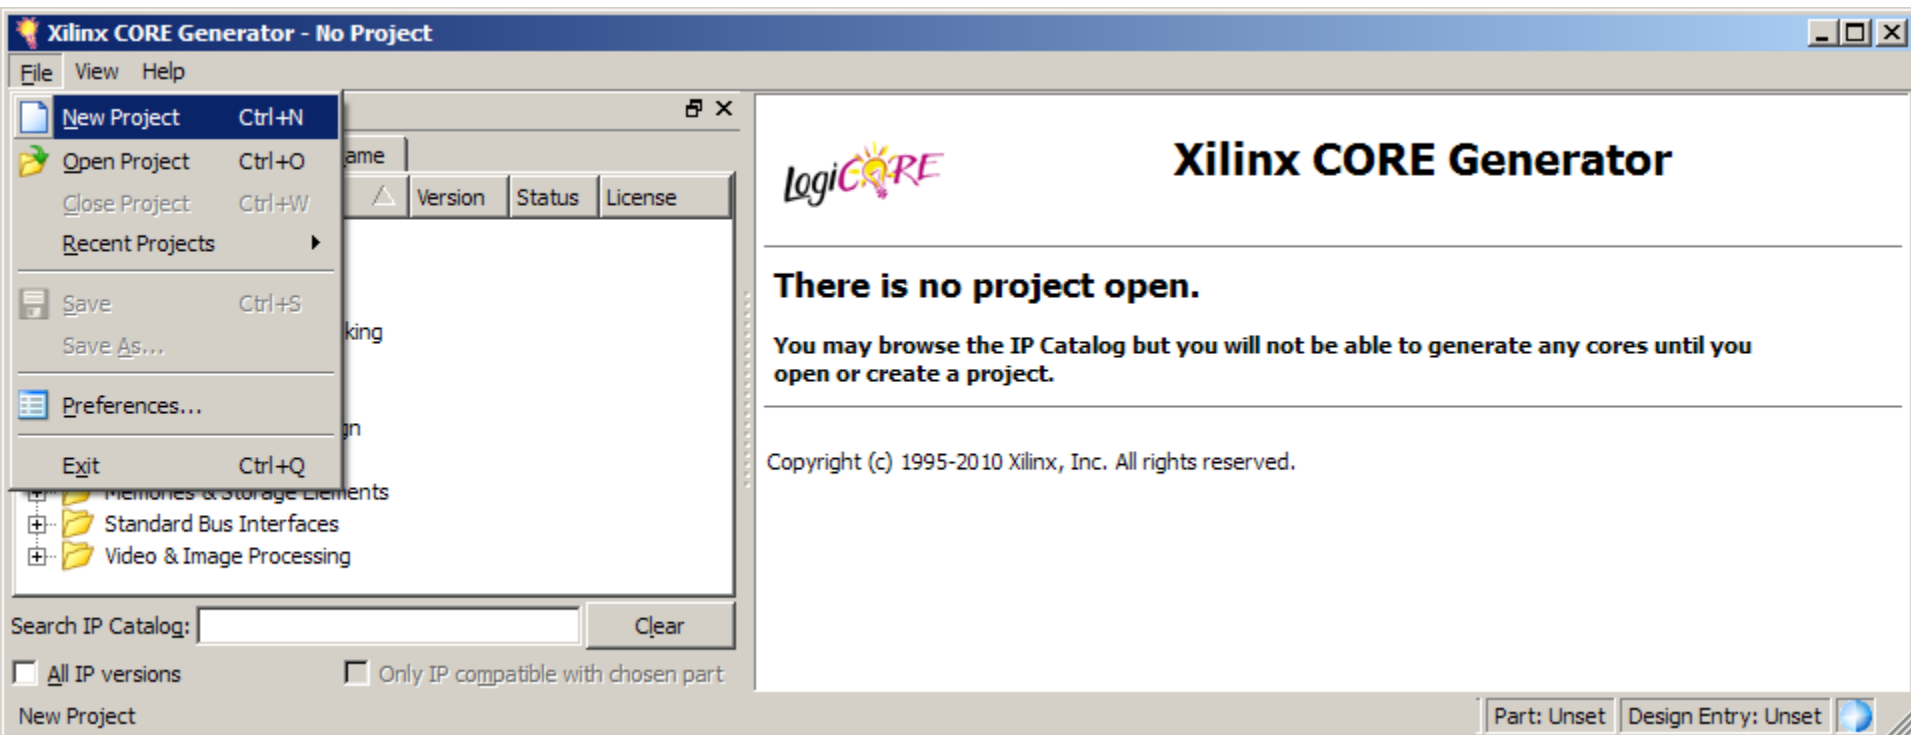 Xilinx CORE Generator - No Project
File View Help
New Project Ctrl+N
Open Project Ctrl+O
Close Project Ctrl+W
Recent Projects
Save Ctrl+S
Save As...
Preferences...
Exit Ctrl+Q
ame
Version Status License
king
gn
Memories & Storage Elements
Standard Bus Interfaces
Video & Image Processing
Search IP Catalog: Clear
All IP versions Only IP compatible with chosen part
LogiCORE
Xilinx CORE Generator
There is no project open.
You may browse the IP Catalog but you will not be able to generate any cores until you
open or create a project.
Copyright (c) 1995-2010 Xilinx, Inc. All rights reserved.
New Project Part: Unset Design Entry: Unset